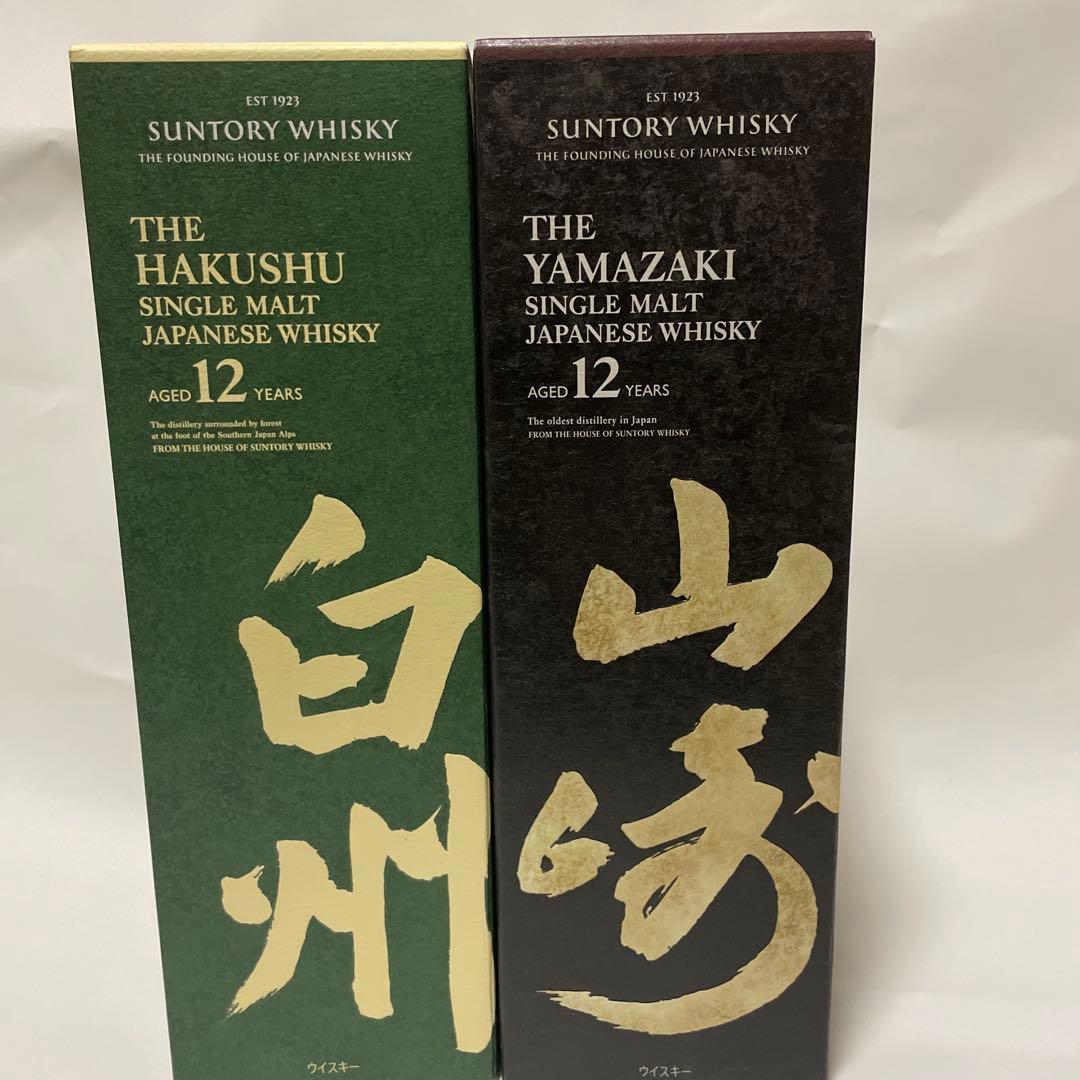 EST 1923
SUNTORY WHISKY
THE FOUNDING HOUSE OF JAPANESE WHISKY
THE
HAKUSHU
SINGLE MALT
JAPANESE WHISKY
AGED 12 YEARS
The distillery surrounded by forest
at the foot of the Southern Japan Alps
FROM THE HOUSE OF SUNTORY WHISKY
白
州
ウイスキー
EST 1923
SUNTORY WHISKY
THE FOUNDING HOUSE OF JAPANESE WHISKY
THE
YAMAZAKI
SINGLE MALT
JAPANESE WHISKY
AGED 12 YEARS
The oldest distillery in Japan
FROM THE HOUSE OF SUNTORY WHISKY
山
崎
ウイスキー